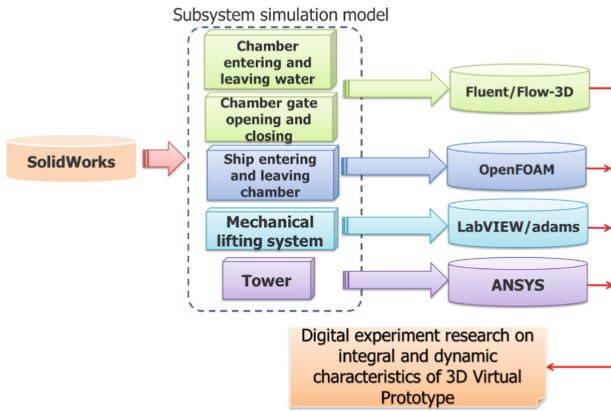 Subsystem simulation model
Chamber
entering and
leaving water
Chamber gate
opening and
closing
Fluent/Flow-3D
SolidWorks
Ship entering
and leaving
chamber
OpenFOAM
Mechanical
lifting system
LabVIEW/adams
Tower
ANSYS
Digital experiment research on
integral and dynamic
characteristics of 3D Virtual
Prototype